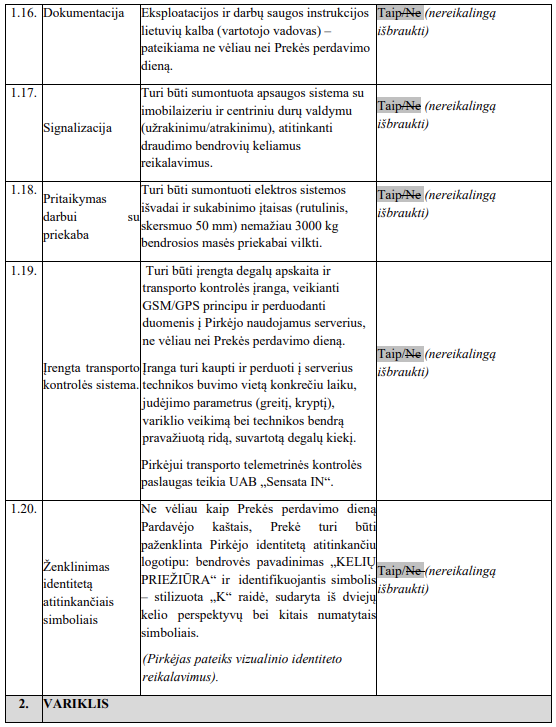 1.16. Dokumentacija Eksploatacijos ir darbų saugos instrukcijos Taip/Ne (nereikalingą
lietuvių kalba (vartotojo vadovas) – išbraukti)
pateikiama ne vėliau nei Prekės perdavimo
dieną.
1.17. Turi būti sumontuota apsaugos sistema su
imobilaizeriu ir centriniu durų valdymu Taip/Ne (nereikalingą
Signalizacija (užrakinimu/atrakinimu), atitinkanti išbraukti)
draudimo bendrovių keliamus
reikalavimus.
1.18. Pritaikymas Turi būti sumontuoti elektros sistemos Taip/Ne (nereikalingą
darbui su išvadai ir sukabinimo įtaisas (rutulinis, išbraukti)
priekaba skersmuo 50 mm) nemažiau 3000 kg
bendrosios masės priekabai vilkti.
1.19. Turi būti įrengta degalų apskaita ir
transporto kontrolės įranga, veikianti
GSM/GPS principu ir perduodanti
duomenis į Pirkėjo naudojamus serverius,
ne vėliau nei Prekės perdavimo dieną. Taip/Ne (nereikalingą
Įrengta transporto Įranga turi kaupti ir perduoti į serverius išbraukti)
kontrolės sistema. technikos buvimo vietą konkrečiu laiku,
judėjimo parametrus (greitį, kryptį),
variklio veikimą bei technikos bendrą
pravažiuotą ridą, suvartotą degalų kiekį.
Pirkėjui transporto telemetrinės kontrolės
paslaugas teikia UAB „Sensata IN“.
1.20. Ne vėliau kaip Prekės perdavimo dieną
Pardavėjo kaštais, Prekė turi būti
paženklinta Pirkėjo identitetą atitinkančiu
Ženklinimas logotipu: bendrovės pavadinimas „KELIŲ Taip/Ne (nereikalingą
identitetą PRIEŽIŪRA“ ir identifikuojantis simbolis išbraukti)
atitinkančiais – stilizuota „K“ raidė, sudaryta iš dviejų
simboliais kelio perspektyvų bei kitais numatytais
simboliais.
(Pirkėjas pateiks vizualinio identiteto
reikalavimus).
2. VARIKLIS